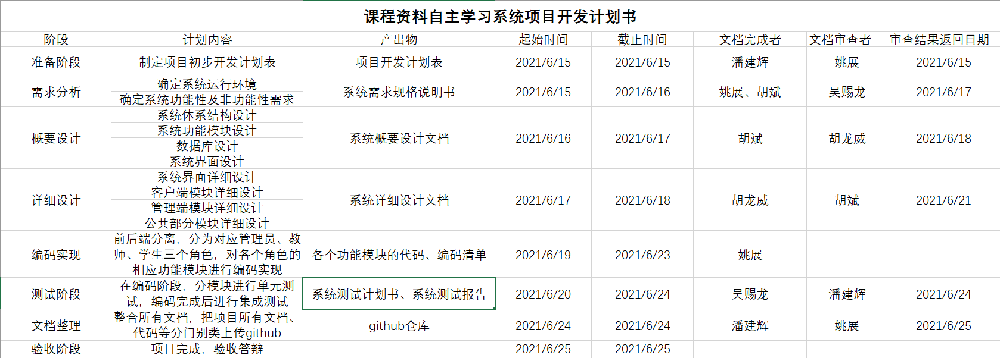 课程资料自主学习系统项目开发计划书
阶段 计划内容 产出物 起始时间 截止时间 文档完成者 文档审查者 审查结果返回日期
准备阶段 制定项目初步开发计划表 项目开发计划表 2021/6/15 2021/6/15 潘建辉 姚展 2021/6/15
需求分析 确定系统运行环境
确定系统功能性及非功能性需求 系统需求规格说明书 2021/6/15 2021/6/16 姚展、胡斌 吴赐龙 2021/6/17
概要设计 系统体系结构设计
系统功能模块设计
数据库设计
系统界面设计 系统概要设计文档 2021/6/16 2021/6/17 胡斌 胡龙威 2021/6/18
详细设计 系统界面详细设计
客户端模块详细设计
管理端模块详细设计
公共部分模块详细设计 系统详细设计文档 2021/6/17 2021/6/18 胡龙威 胡斌 2021/6/21
编码实现 前后端分离，分为对应管理员、教
师、学生三个角色，对各个角色的
相应功能模块进行编码实现 各个功能模块的代码、编码清单 2021/6/19 2021/6/23 姚展
测试阶段 在编码阶段，分模块进行单元测
试，编码完成后进行集成测试 系统测试计划书、系统测试报告 2021/6/20 2021/6/24 吴赐龙 潘建辉 2021/6/24
文档整理 整合所有文档，把项目所有文档、
代码等分门别类上传github github仓库 2021/6/24 2021/6/24 潘建辉 姚展 2021/6/25
验收阶段 项目完成，验收答辩 2021/6/25 2021/6/25